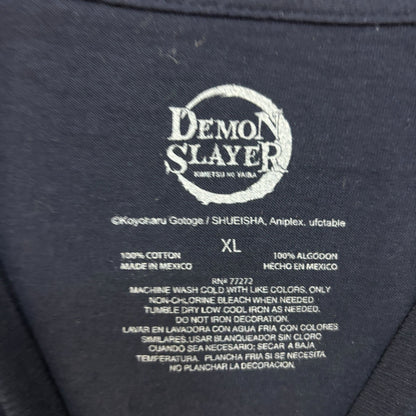 DEMON
SLAYER
KIMETSU NO YAIBA
©Koyoharu Gotoge / SHUEISHA, Aniplex, ufotable
XL
100% COTTON 100% ALGODON
MADE IN MEXICO HECHO EN MEXICO
RN# 77272
MACHINE WASH COLD WITH LIKE COLORS, ONLY
NON-CHLORINE BLEACH WHEN NEEDED
TUMBLE DRY LOW COOL IRON AS NEEDED.
DO NOT IRON DECORATION.
LAVAR EN LAVADORA CON AGUA FRIA CON COLORES
SIMILARES. USAR BLANQUEADOR SIN CLORO
CUANDO SEA NECESARIO; SECAR A BAJA
TEMPERATURA. PLANCHA FRIA SI SE NECESITA
NO PLANCHAR LA DECORACION.